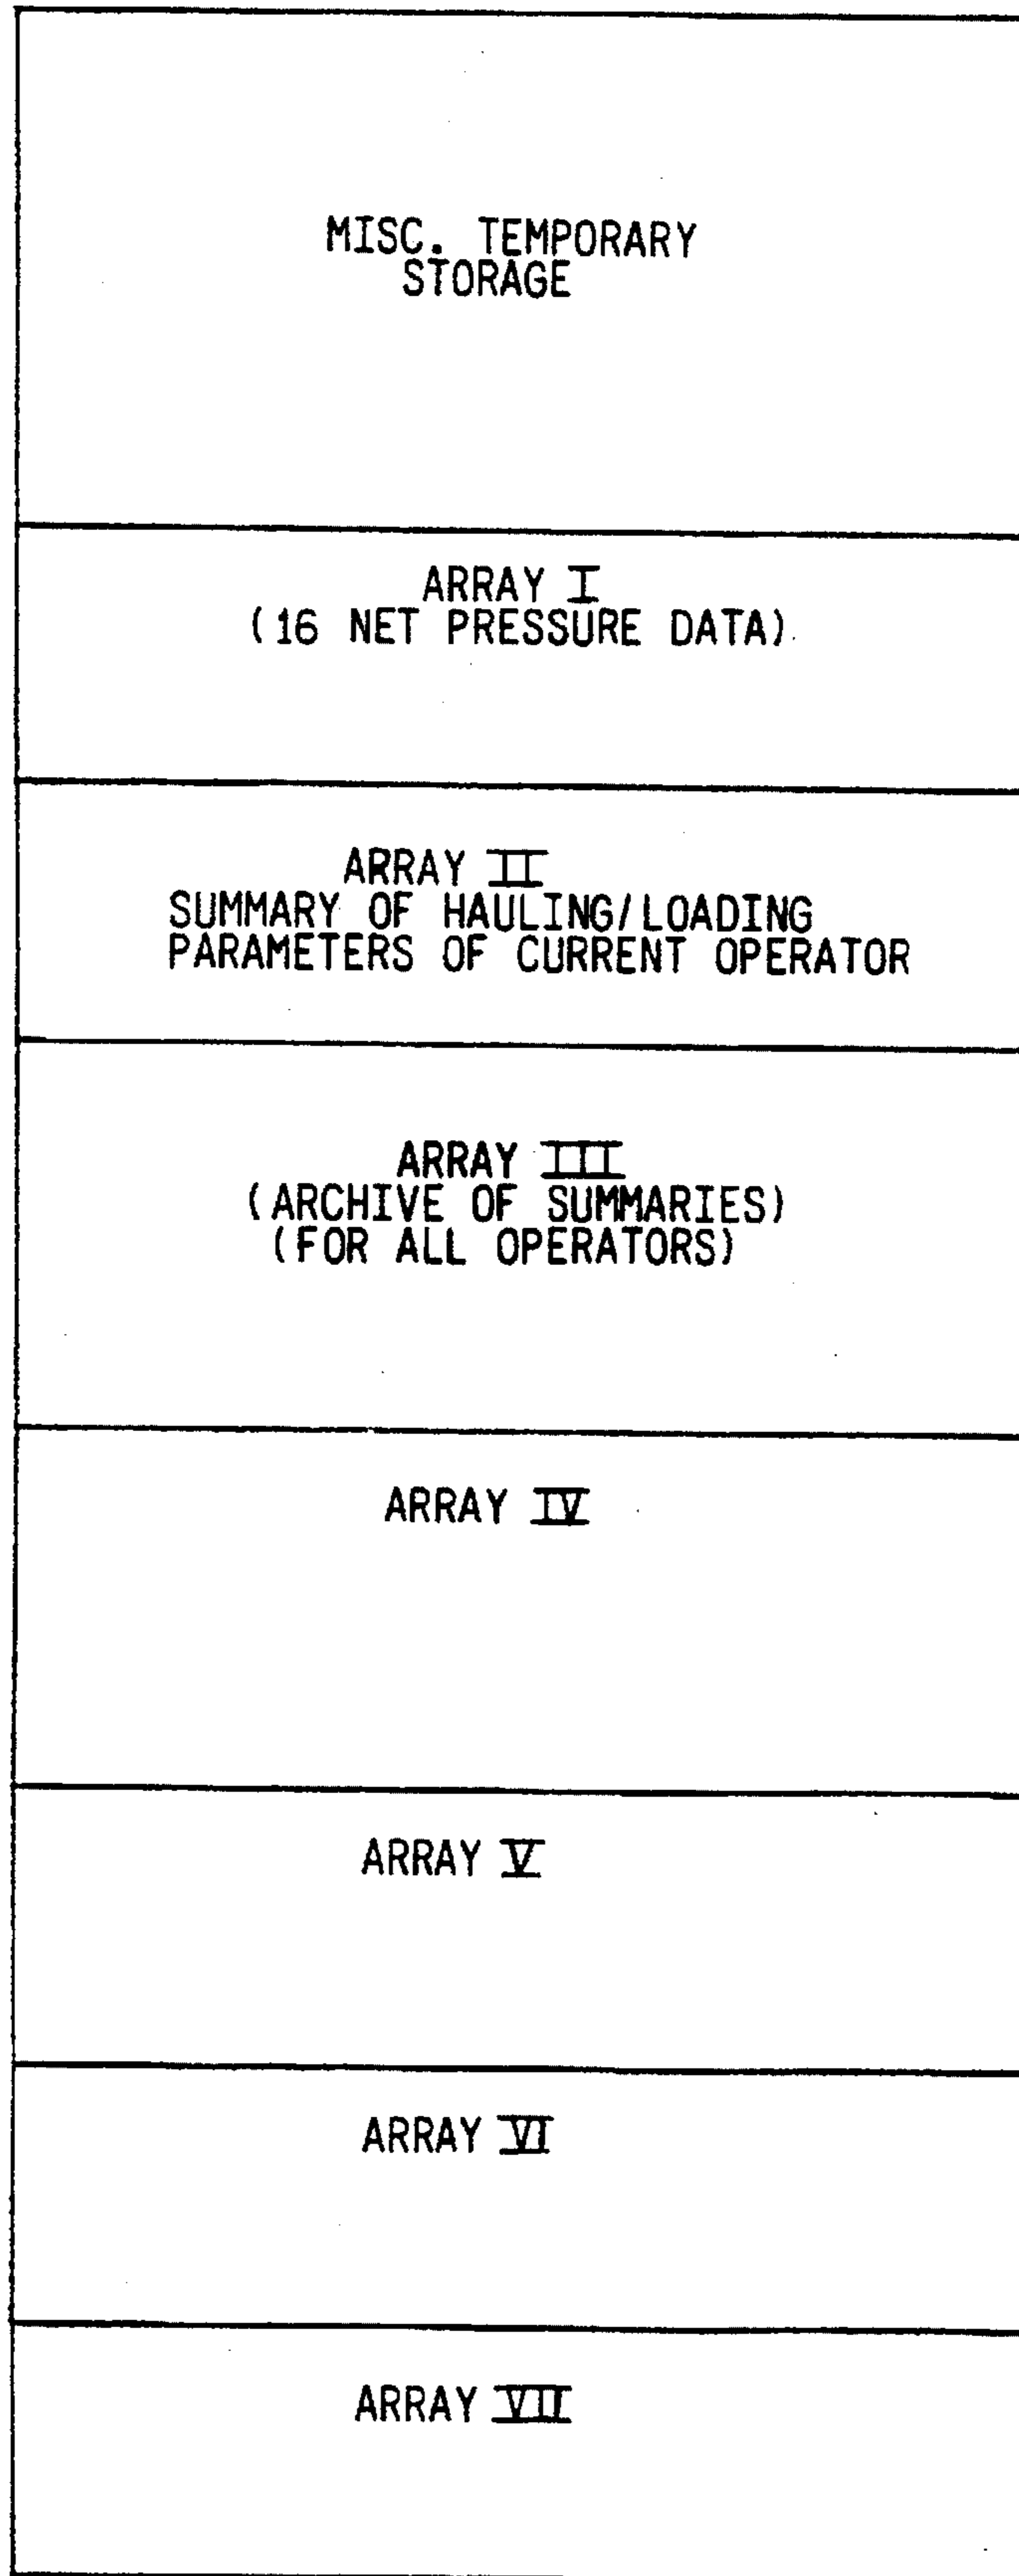 MISC. TEMPORARY
STORAGE
ARRAY I
(16 NET PRESSURE DATA)
ARRAY II
SUMMARY OF HAULING/LOADING
PARAMETERS OF CURRENT OPERATOR
ARRAY III
(ARCHIVE OF SUMMARIES)
(FOR ALL OPERATORS)
ARRAY IV
ARRAY V
ARRAY VI
ARRAY VII